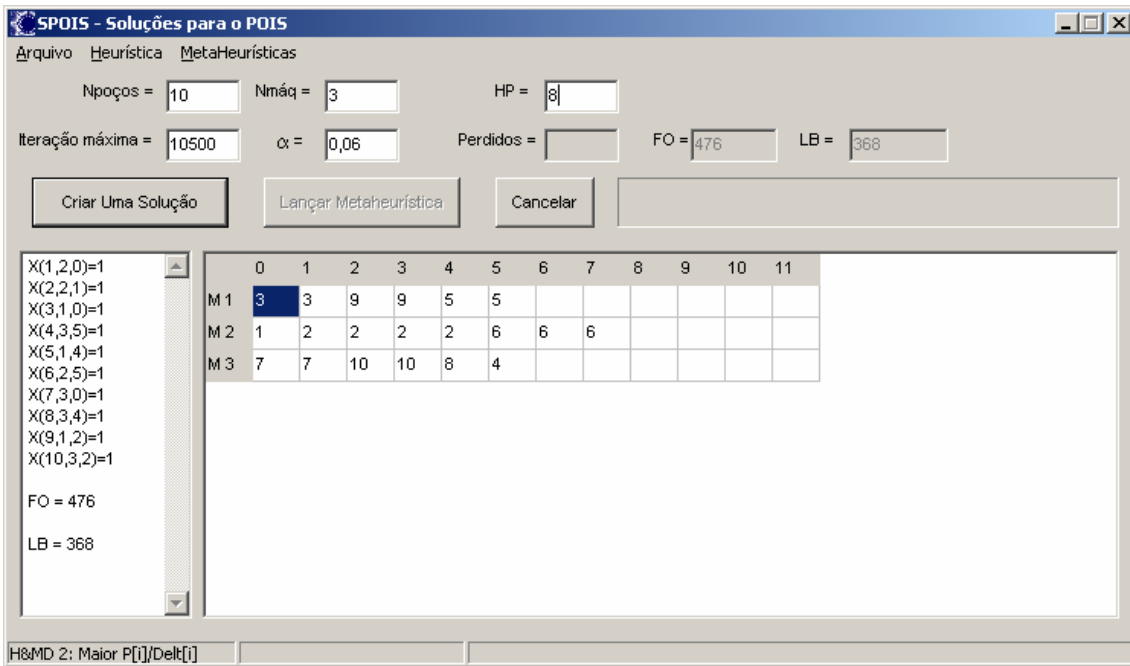 SPOIS - Soluções para o POIS
Arquivo Heurística MetaHeurísticas
Npoços = 10 Nmáq = 3 HP = 8
Iteração máxima = 10500 α = 0,06 Perdidos = FO = 476 LB = 368
Criar Uma Solução Lançar Metaheurística Cancelar
X(1,2,0)=1
X(2,2,1)=1
X(3,1,0)=1
X(4,3,5)=1
X(5,1,4)=1
X(6,2,5)=1
X(7,3,0)=1
X(8,3,4)=1
X(9,1,2)=1
X(10,3,2)=1
FO = 476
LB = 368
0 1 2 3 4 5 6 7 8 9 10 11
M 1 3 3 9 9 5 5
M 2 1 2 2 2 2 6 6 6
M 3 7 7 10 10 8 4
H&MD 2: Maior P[i]/Delt[i]